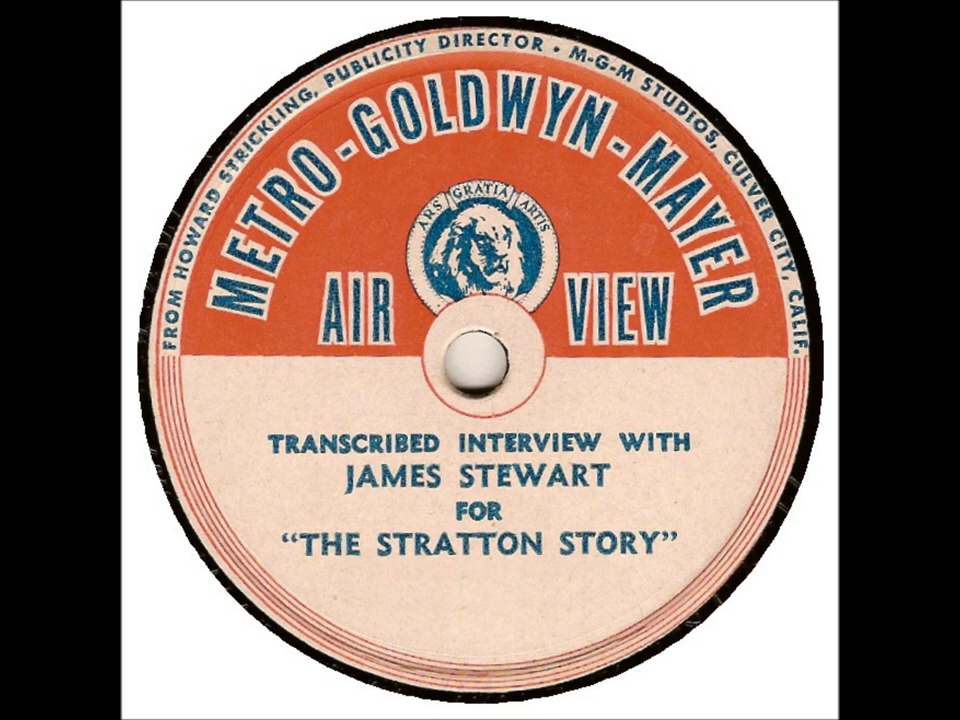 FROM HOWARD STRICKLING, PUBLICITY DIRECTOR • M-G-M STUDIOS, CULVER CITY, CALIF.
METRO-GOLDWYN-MAYER
ARS GRATIA ARTIS
AIR VIEW
TRANSCRIBED INTERVIEW WITH
JAMES STEWART
FOR
“THE STRATTON STORY”